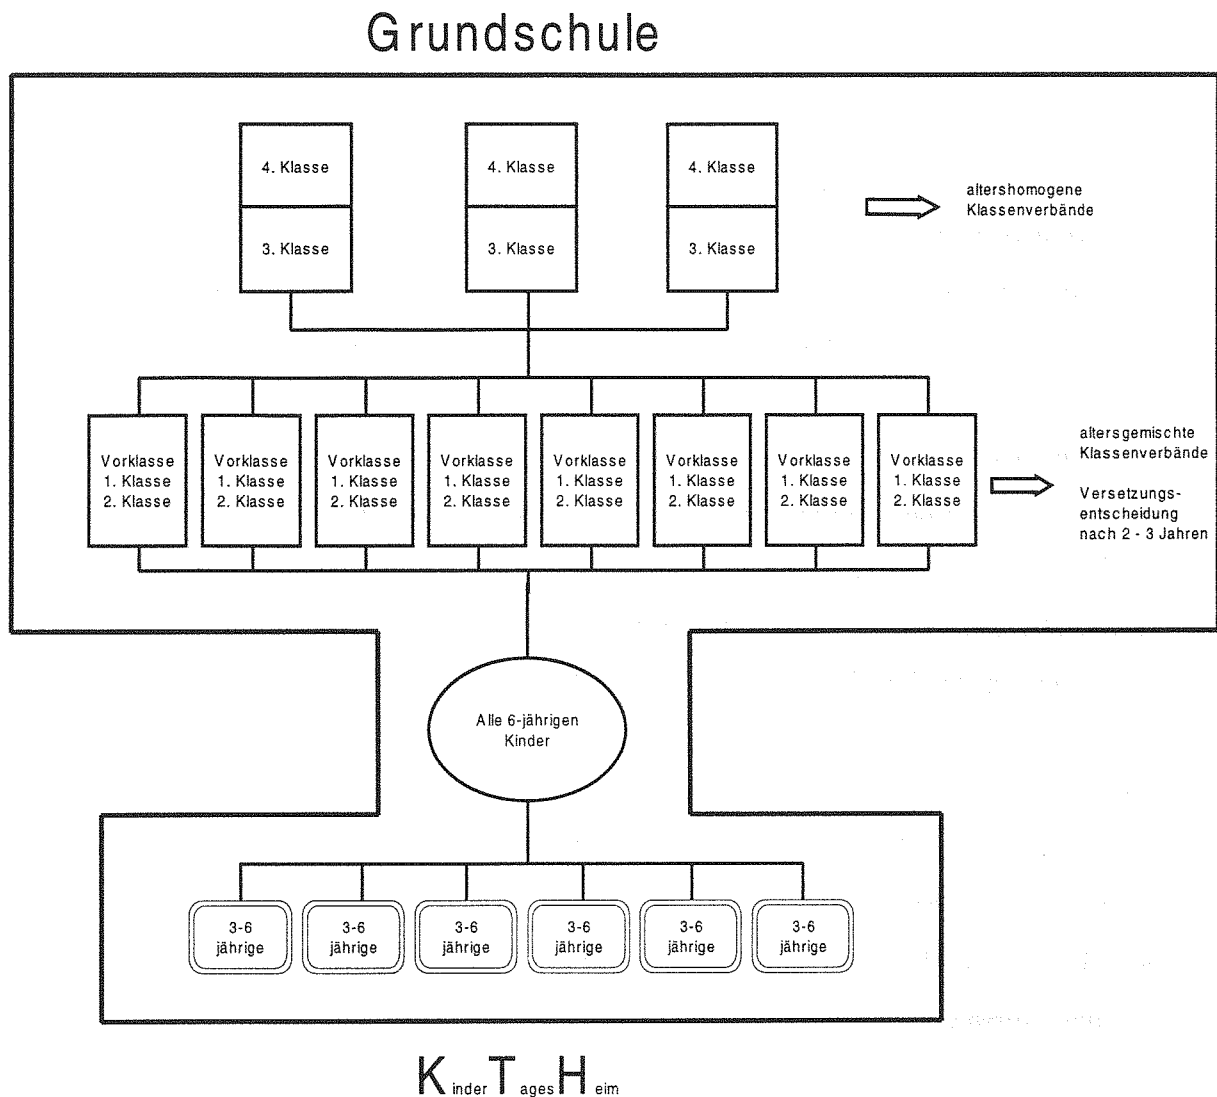 Grundschule
4. Klasse
4. Klasse
4. Klasse
3. Klasse
3. Klasse
3. Klasse
altershomogene
Klassenverbände
Vorklasse
1. Klasse
2. Klasse
Vorklasse
1. Klasse
2. Klasse
Vorklasse
1. Klasse
2. Klasse
Vorklasse
1. Klasse
2. Klasse
Vorklasse
1. Klasse
2. Klasse
Vorklasse
1. Klasse
2. Klasse
Vorklasse
1. Klasse
2. Klasse
Vorklasse
1. Klasse
2. Klasse
altersgemischte
Klassenverbände
Versetzungs-
entscheidung
nach 2 - 3 Jahren
Alle 6-jährigen
Kinder
3-6
jährige
3-6
jährige
3-6
jährige
3-6
jährige
3-6
jährige
3-6
jährige
KinderTagesHeim